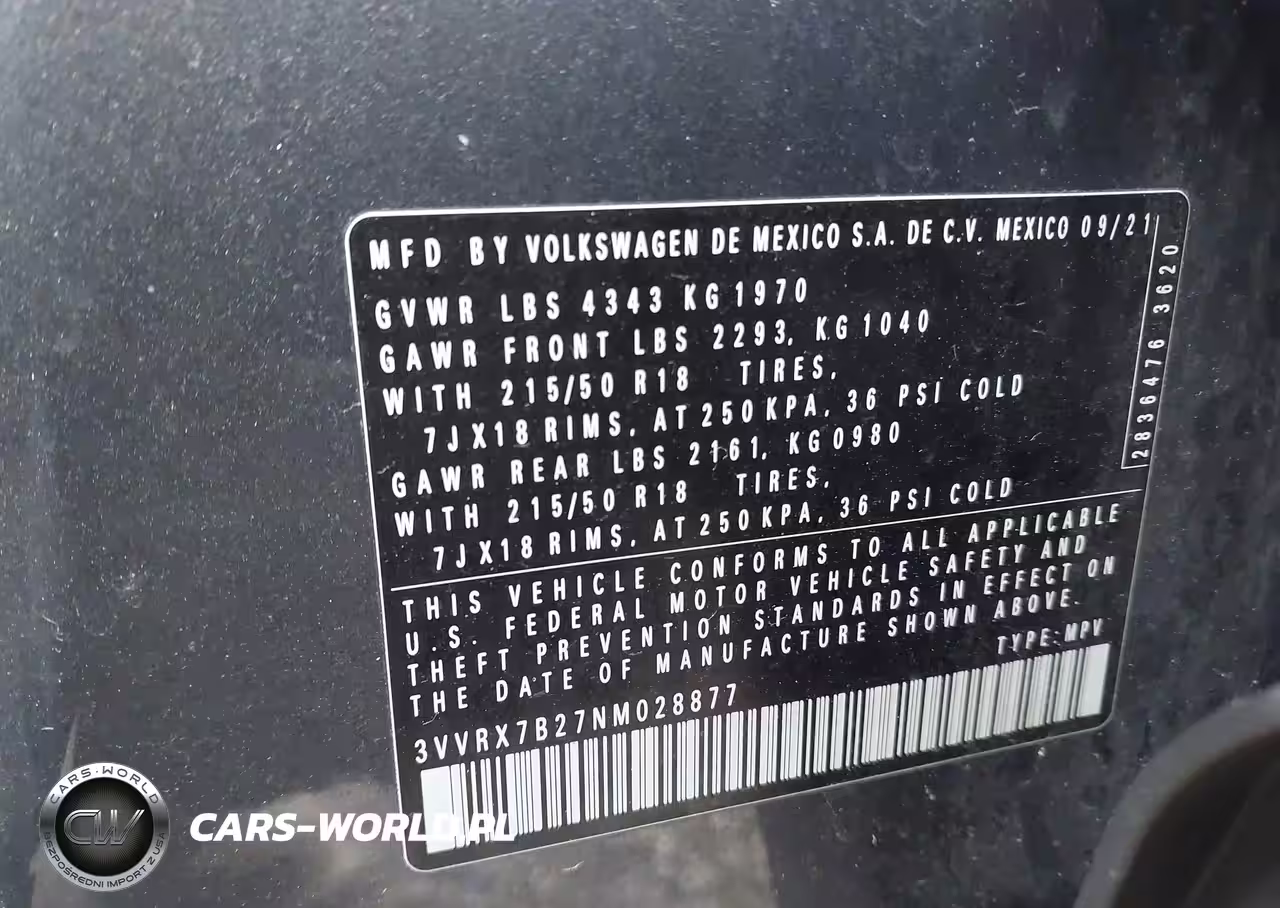 MFD BY VOLKSWAGEN DE MEXICO S.A. DE C.V. MEXICO 09/21
GVWR LBS 4343 KG 1970
GAWR FRONT LBS 2293, KG 1040
WITH 215/50 R18 TIRES,
7JX18 RIMS, AT 250 KPA, 36 PSI COLD
GAWR REAR LBS 2161, KG 0980
WITH 215/50 R18 TIRES,
7JX18 RIMS, AT 250 KPA, 36 PSI COLD
2836476 3620
THIS VEHICLE CONFORMS TO ALL APPLICABLE
U.S. FEDERAL MOTOR VEHICLE SAFETY AND
THEFT PREVENTION STANDARDS IN EFFECT ON
THE DATE OF MANUFACTURE SHOWN ABOVE.
TYPE: MPV
3VVRX7B27NM028877
CARS-WORLD
CW
BEZPOŚREDNI IMPORT Z USA
CARS-WORLD.PL